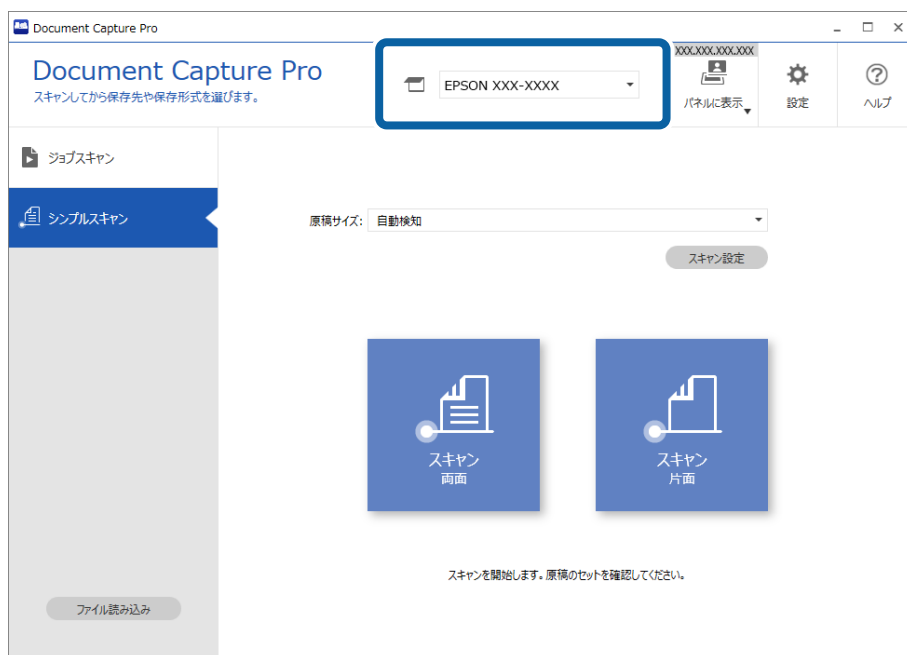 Document Capture Pro
Document Capture Pro
スキャンしてから保存先や保存形式を選びます。
EPSON XXX-XXXX
XXX.XXX.XXX.XXX
パネルに表示
設定
ヘルプ
ジョブスキャン
シンプルスキャン
原稿サイズ: 自動検知
スキャン設定
スキャン
両面
スキャン
片面
スキャンを開始します。原稿のセットを確認してください。
ファイル読み込み